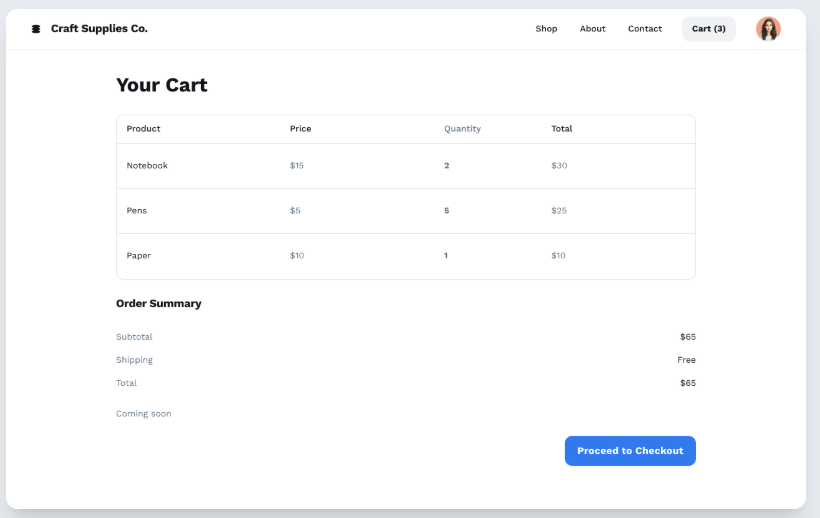 Craft Supplies Co. Shop About Contact Cart (3)
Your Cart
Product Price Quantity Total
Notebook $15 2 $30
Pens $5 5 $25
Paper $10 1 $10
Order Summary
Subtotal $65
Shipping Free
Total $65
Coming soon
Proceed to Checkout